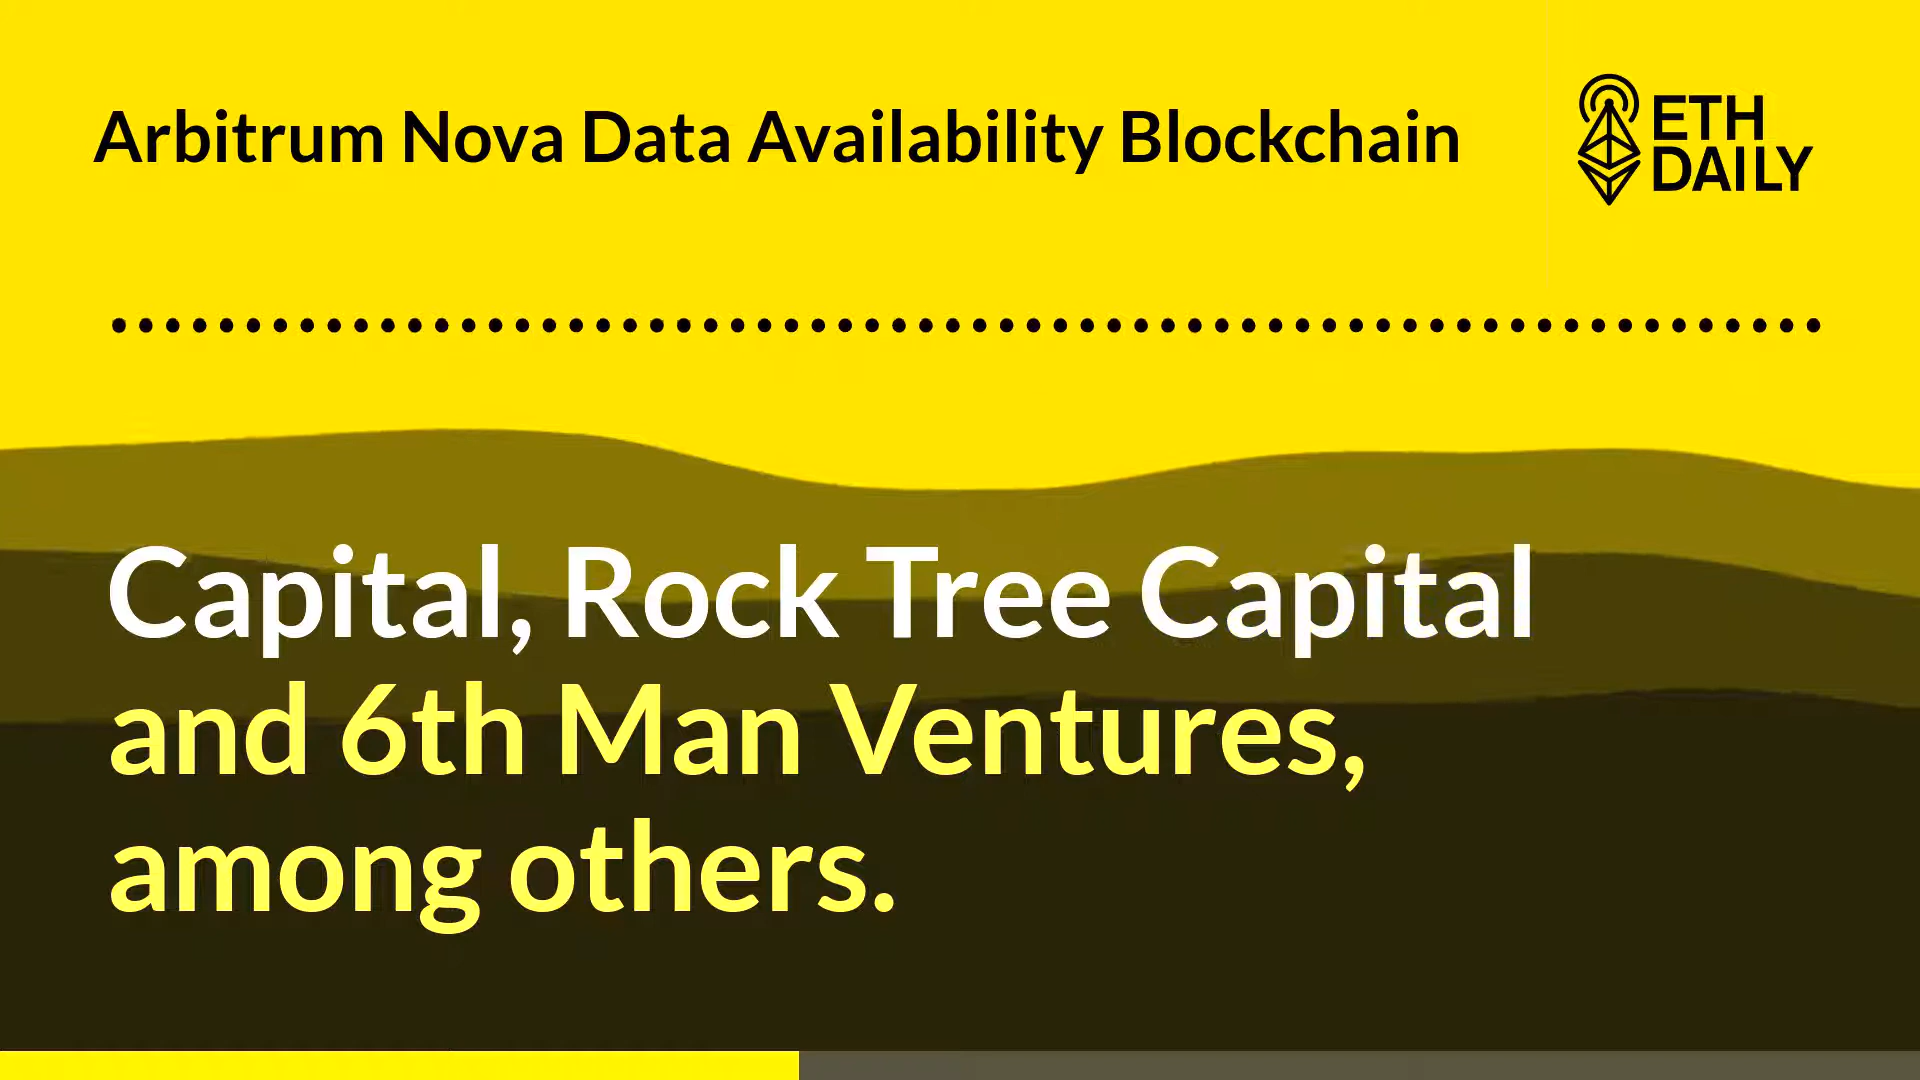 Arbitrum Nova Data Availability Blockchain
ETH
DAILY
Capital, Rock Tree Capital
and 6th Man Ventures,
among others.